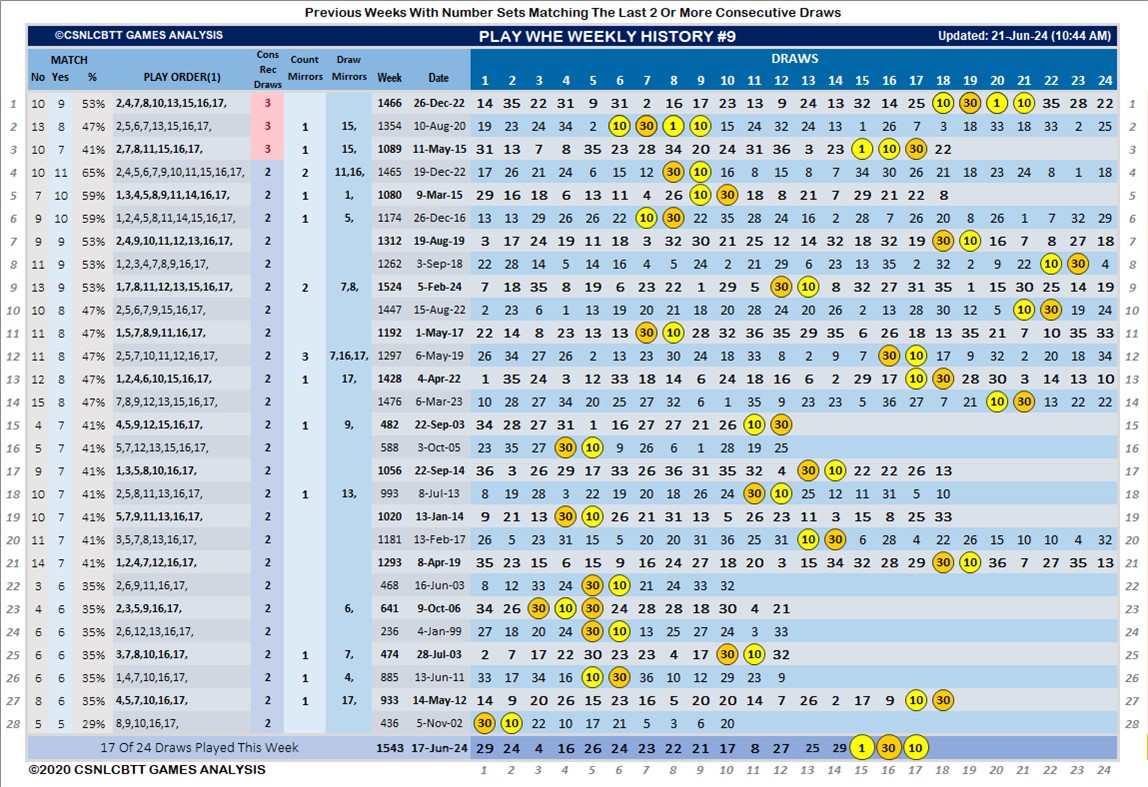 Previous Weeks With Number Sets Matching The Last 2 Or More Consecutive Draws
©CSNLCBTT GAMES ANALYSIS PLAY WHE WEEKLY HISTORY #9 Updated: 21-Jun-24 (10:44 AM)
MATCH Cons Rec Draws Count Mirrors Draw Mirrors DRAWS
No Yes % PLAY ORDER(1) Week Date 1 2 3 4 5 6 7 8 9 10 11 12 13 14 15 16 17 18 19 20 21 22 23 24
1 10 9 53% 2,4,7,8,10,13,15,16,17, 3 1466 26-Dec-22 14 35 22 31 9 31 2 16 17 23 13 9 24 13 32 14 25 10 30 1 10 35 28 22 1
2 13 8 47% 2,5,6,7,13,15,16,17, 3 1 15, 1354 10-Aug-20 19 23 24 34 2 10 30 1 10 15 24 32 24 13 1 26 7 3 18 33 18 33 2 25 2
3 10 7 41% 2,7,8,11,15,16,17, 3 1 15, 1089 11-May-15 31 13 7 8 35 23 28 34 20 24 31 36 3 23 1 10 30 22 3
4 10 11 65% 2,4,5,6,7,9,10,11,15,16,17, 2 2 11,16, 1465 19-Dec-22 17 26 21 24 6 15 12 30 10 16 8 15 8 7 34 30 26 21 18 23 24 8 1 18 4
5 7 10 59% 1,3,4,5,8,9,11,14,16,17, 2 1 1, 1080 9-Mar-15 29 16 18 6 13 11 4 26 10 30 18 8 21 7 29 21 22 8 5
6 9 10 59% 1,2,4,5,8,11,14,15,16,17, 2 1 5, 1174 26-Dec-16 13 13 29 26 26 22 10 30 22 35 28 24 16 2 28 7 26 20 8 26 1 7 32 29 6
7 9 9 53% 2,4,9,10,11,12,13,16,17, 2 1312 19-Aug-19 3 17 24 19 11 18 3 32 30 21 25 12 14 32 18 32 19 30 10 16 7 8 27 18 7
8 11 9 53% 1,2,3,4,7,8,9,16,17, 2 1262 3-Sep-18 22 28 14 5 14 16 4 5 24 2 21 29 6 23 13 15 35 2 32 2 9 22 10 30 4 8
9 13 9 53% 1,7,8,11,12,13,15,16,17, 2 2 7,8, 1524 5-Feb-24 7 18 35 8 19 6 23 22 1 29 5 30 10 8 32 27 31 35 1 15 30 25 14 19 9
10 10 8 47% 2,5,6,7,9,15,16,17, 2 1447 15-Aug-22 2 23 6 1 13 19 20 21 18 20 28 24 20 26 2 13 28 30 12 5 10 30 19 24 10
11 11 8 47% 1,5,7,8,9,11,16,17, 2 1192 1-May-17 22 14 8 23 13 13 30 10 28 32 36 35 29 35 6 26 18 13 35 21 7 10 35 33 11
12 11 8 47% 2,5,7,10,11,12,16,17, 2 3 7,16,17, 1297 6-May-19 26 34 27 26 2 13 23 30 24 18 33 8 2 9 7 30 10 17 9 32 2 20 18 34 12
13 12 8 47% 1,2,4,6,10,15,16,17, 2 1 17, 1428 4-Apr-22 1 35 24 3 12 33 18 14 6 24 18 16 6 2 29 17 10 30 28 30 3 14 13 10 13
14 15 8 47% 7,8,9,12,13,15,16,17, 2 1476 6-Mar-23 10 28 27 34 20 25 27 32 6 1 35 9 23 23 5 36 27 7 21 10 30 13 22 22 14
15 4 7 41% 4,5,9,12,15,16,17, 2 1 9, 482 22-Sep-03 34 28 27 31 1 16 27 27 21 26 10 30 15
16 5 7 41% 5,7,12,13,15,16,17, 2 588 3-Oct-05 23 35 27 30 10 9 26 6 1 28 19 25 16
17 9 7 41% 1,3,5,8,10,16,17, 2 1056 22-Sep-14 36 3 26 29 17 33 26 36 31 35 32 4 30 10 22 22 26 13 17
18 10 7 41% 2,5,8,11,13,16,17, 2 1 13, 993 8-Jul-13 8 19 28 3 22 19 20 18 26 24 30 10 25 12 11 31 5 10 18
19 10 7 41% 5,7,9,11,13,16,17, 2 1020 13-Jan-14 9 21 13 30 10 26 21 31 13 5 26 23 11 3 15 8 25 33 19
20 11 7 41% 3,5,7,8,13,16,17, 2 1181 13-Feb-17 26 5 23 31 15 5 20 20 31 36 25 31 10 30 6 28 4 22 26 15 10 10 4 32 20
21 14 7 41% 1,2,4,7,12,16,17, 2 1293 8-Apr-19 35 23 15 6 15 9 16 24 27 18 20 3 15 34 32 28 29 30 10 36 7 27 35 13 21
22 3 6 35% 2,6,9,11,16,17, 2 468 16-Jun-03 8 12 33 24 30 10 21 24 33 32 22
23 4 6 35% 2,3,5,9,16,17, 2 6, 641 9-Oct-06 34 26 30 10 30 24 28 28 18 30 4 21 23
24 6 6 35% 2,6,12,13,16,17, 2 236 4-Jan-99 27 18 20 24 30 10 13 25 27 24 3 33 24
25 6 6 35% 3,7,8,10,16,17, 2 1 7, 474 28-Jul-03 2 7 17 22 30 23 23 4 17 30 10 32 25
26 6 6 35% 1,4,7,10,16,17, 2 1 4, 885 13-Jun-11 33 17 34 16 10 30 36 10 12 29 23 9 26
27 8 6 35% 4,5,7,10,16,17, 2 1 17, 933 14-May-12 14 9 20 26 15 23 16 5 20 20 14 7 26 2 17 9 10 30 27
28 5 5 29% 8,9,10,16,17, 2 436 5-Nov-02 30 10 22 10 17 21 5 3 6 20 28
17 Of 24 Draws Played This Week 1543 17-Jun-24 29 24 4 16 26 24 23 22 21 17 8 27 25 29 1 30 10
©2020 CSNLCBTT GAMES ANALYSIS 1 2 3 4 5 6 7 8 9 10 11 12 13 14 15 16 17 18 19 20 21 22 23 24